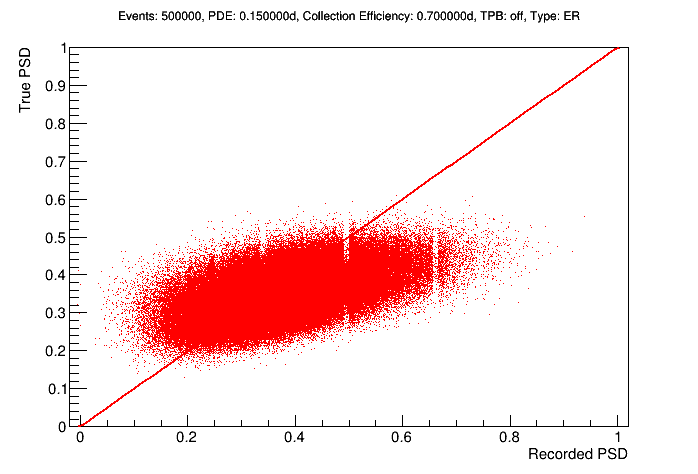 Events: 500000, PDE: 0.150000d, Collection Efficiency: 0.700000d, TPB: off, Type: ER
True PSD
1
0.9
0.8
0.7
0.6
0.5
0.4
0.3
0.2
0.1
0
0 0.2 0.4 0.6 0.8 1
Recorded PSD